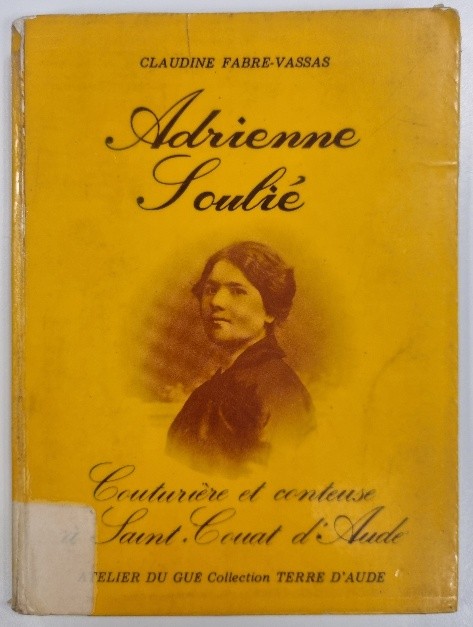 CLAUDINE FABRE-VASSAS
Adrienne
Soulié
Couturière et conteuse
Saint Couat d'Aude
ATELIER DU GUE Collection TERRE D'AUDE